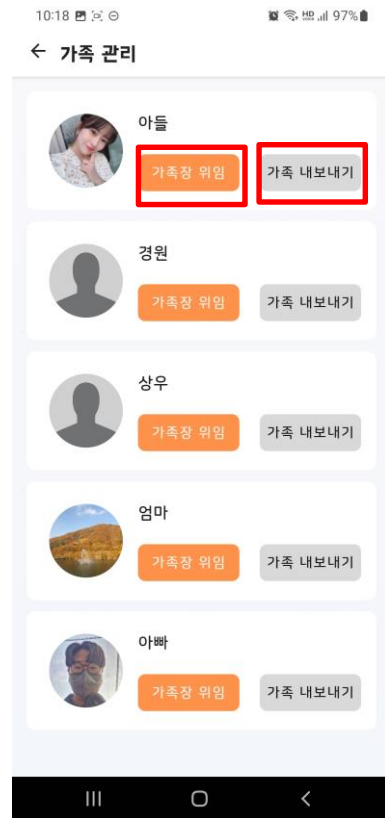 10:18 97%
← 가족 관리
아들
가족장 위임 가족 내보내기
경원
가족장 위임 가족 내보내기
상우
가족장 위임 가족 내보내기
엄마
가족장 위임 가족 내보내기
아빠
가족장 위임 가족 내보내기